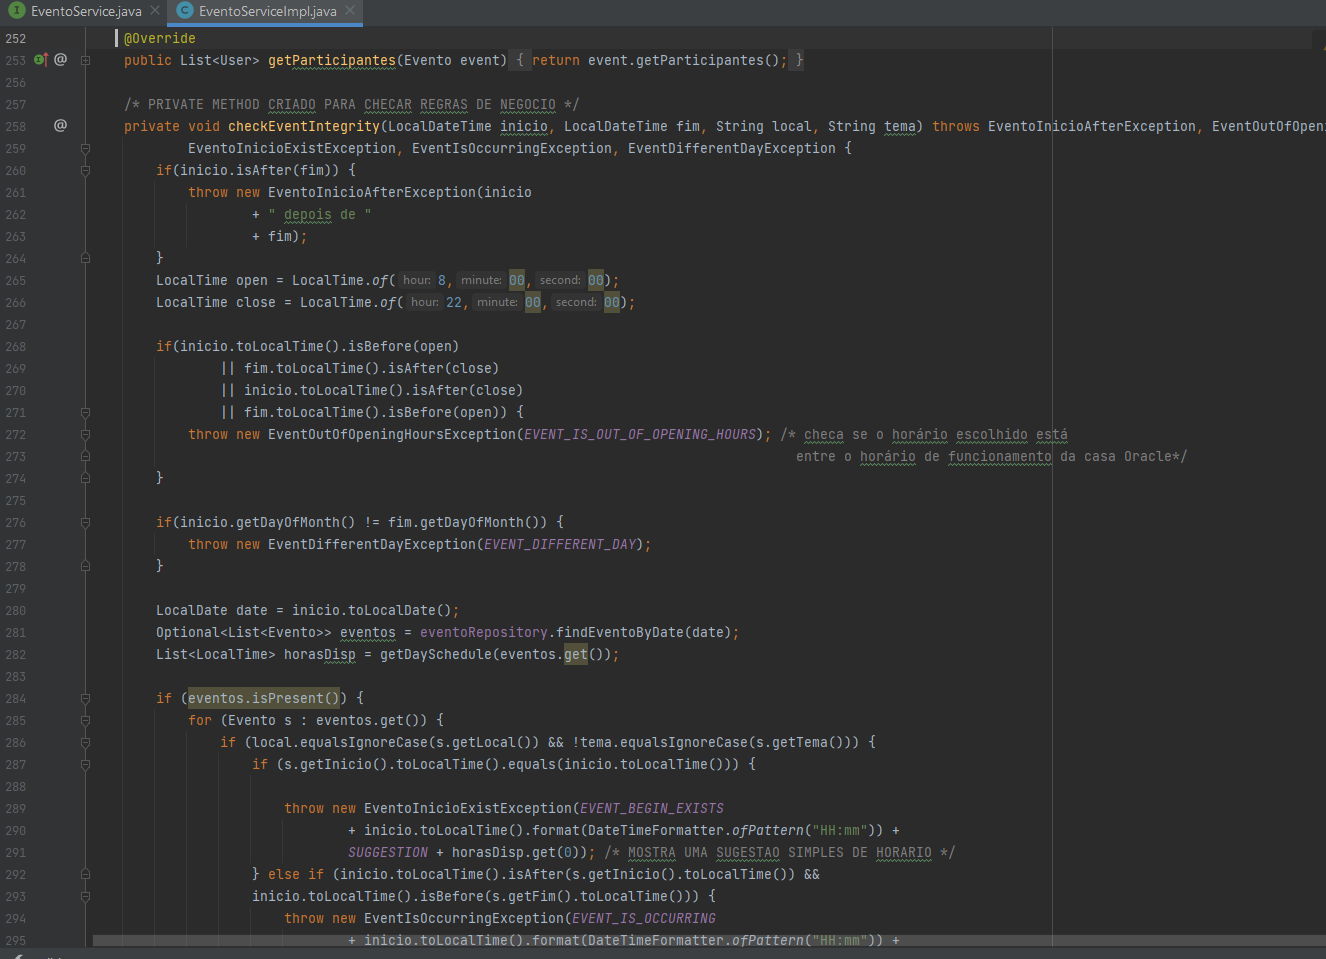 EventoService.java EventoServiceImpl.java
252 @Override
253 public List<User> getParticipantes(Evento event) { return event.getParticipantes(); }
256
257 /* PRIVATE METHOD CRIADO PARA CHECAR REGRAS DE NEGOCIO */
258 private void checkEventIntegrity(LocalDateTime inicio, LocalDateTime fim, String local, String tema) throws EventoInicioAfterException, EventOutOfOpeni
259 EventoInicioExistException, EventIsOccurringException, EventDifferentDayException {
260 if(inicio.isAfter(fim)) {
261 throw new EventoInicioAfterException(inicio
262 + " depois de "
263 + fim);
264 }
265 LocalTime open = LocalTime.of( hour: 8, minute: 00, second: 00);
266 LocalTime close = LocalTime.of( hour: 22, minute: 00, second: 00);
267
268 if(inicio.toLocalTime().isBefore(open)
269 || fim.toLocalTime().isAfter(close)
270 || inicio.toLocalTime().isAfter(close)
271 || fim.toLocalTime().isBefore(open)) {
272 throw new EventOutOfOpeningHoursException(EVENT_IS_OUT_OF_OPENING_HOURS); /* checa se o horário escolhido está
273 entre o horário de funcionamento da casa Oracle*/
274 }
275
276 if(inicio.getDayOfMonth() != fim.getDayOfMonth()) {
277 throw new EventDifferentDayException(EVENT_DIFFERENT_DAY);
278 }
279
280 LocalDate date = inicio.toLocalDate();
281 Optional<List<Evento>> eventos = eventoRepository.findEventoByDate(date);
282 List<LocalTime> horasDisp = getDaySchedule(eventos.get());
283
284 if (eventos.isPresent()) {
285 for (Evento s : eventos.get()) {
286 if (local.equalsIgnoreCase(s.getLocal()) && !tema.equalsIgnoreCase(s.getTema())) {
287 if (s.getInicio().toLocalTime().equals(inicio.toLocalTime())) {
288
289 throw new EventoInicioExistException(EVENT_BEGIN_EXISTS
290 + inicio.toLocalTime().format(DateTimeFormatter.ofPattern("HH:mm")) +
291 SUGGESTION + horasDisp.get(0)); /* MOSTRA UMA SUGESTAO SIMPLES DE HORARIO */
292 } else if (inicio.toLocalTime().isAfter(s.getInicio().toLocalTime()) &&
293 inicio.toLocalTime().isBefore(s.getFim().toLocalTime())) {
294 throw new EventIsOccurringException(EVENT_IS_OCCURRING
295 + inicio.toLocalTime().format(DateTimeFormatter.ofPattern("HH:mm")) +